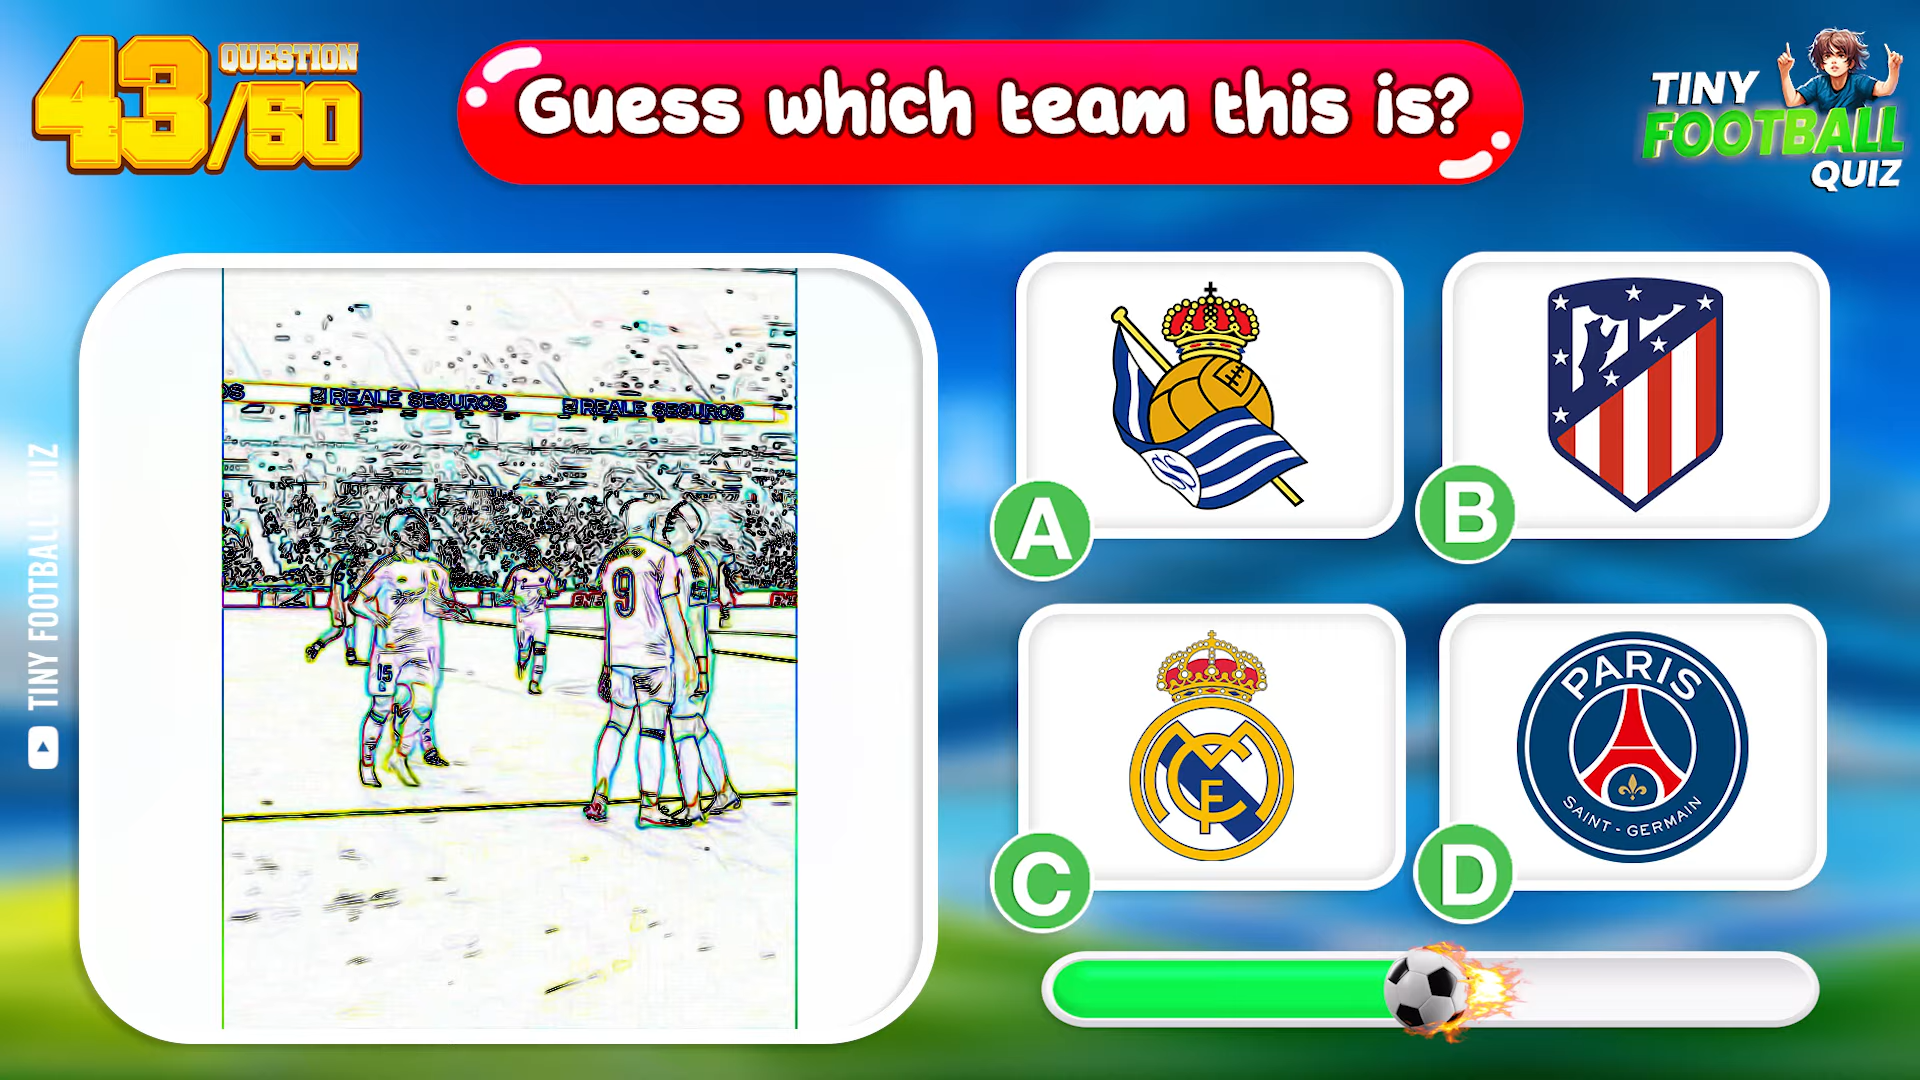 43/50
QUESTION
Guess which team this is?
TINY
FOOTBALL
QUIZ
TINY FOOTBALL QUIZ
OS
REALE SEGUROS
REALE SEGUROS
9
15
A
B
C
D
PARIS
SAINT-GERMAIN